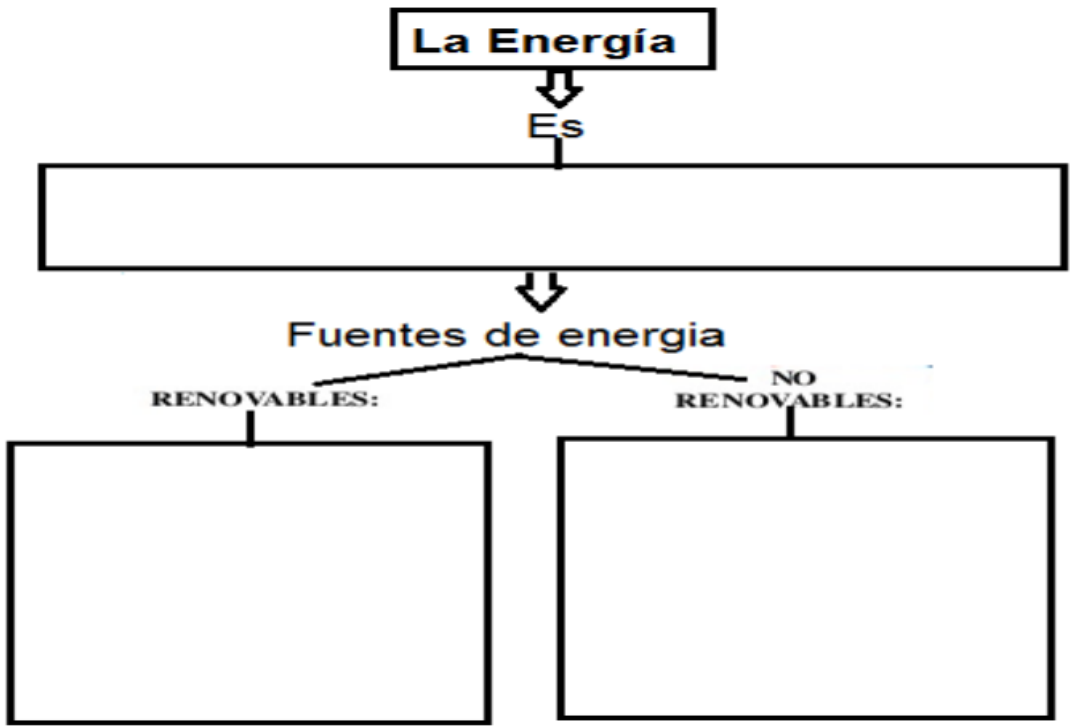 La Energía
Es
Fuentes de energia
RENOVABLES:
NO
RENOVABLES: